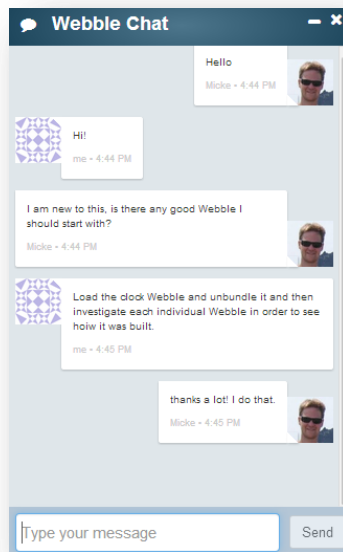 Webble Chat
Hello
Micke • 4:44 PM
Hi!
me • 4:44 PM
I am new to this, is there any good Webble I
should start with?
Micke • 4:44 PM
Load the clock Webble and unbundle it and then
investigate each individual Webble in order to see
hoiw it was built.
me • 4:45 PM
thanks a lot! I do that.
Micke • 4:45 PM
Type your message
Send